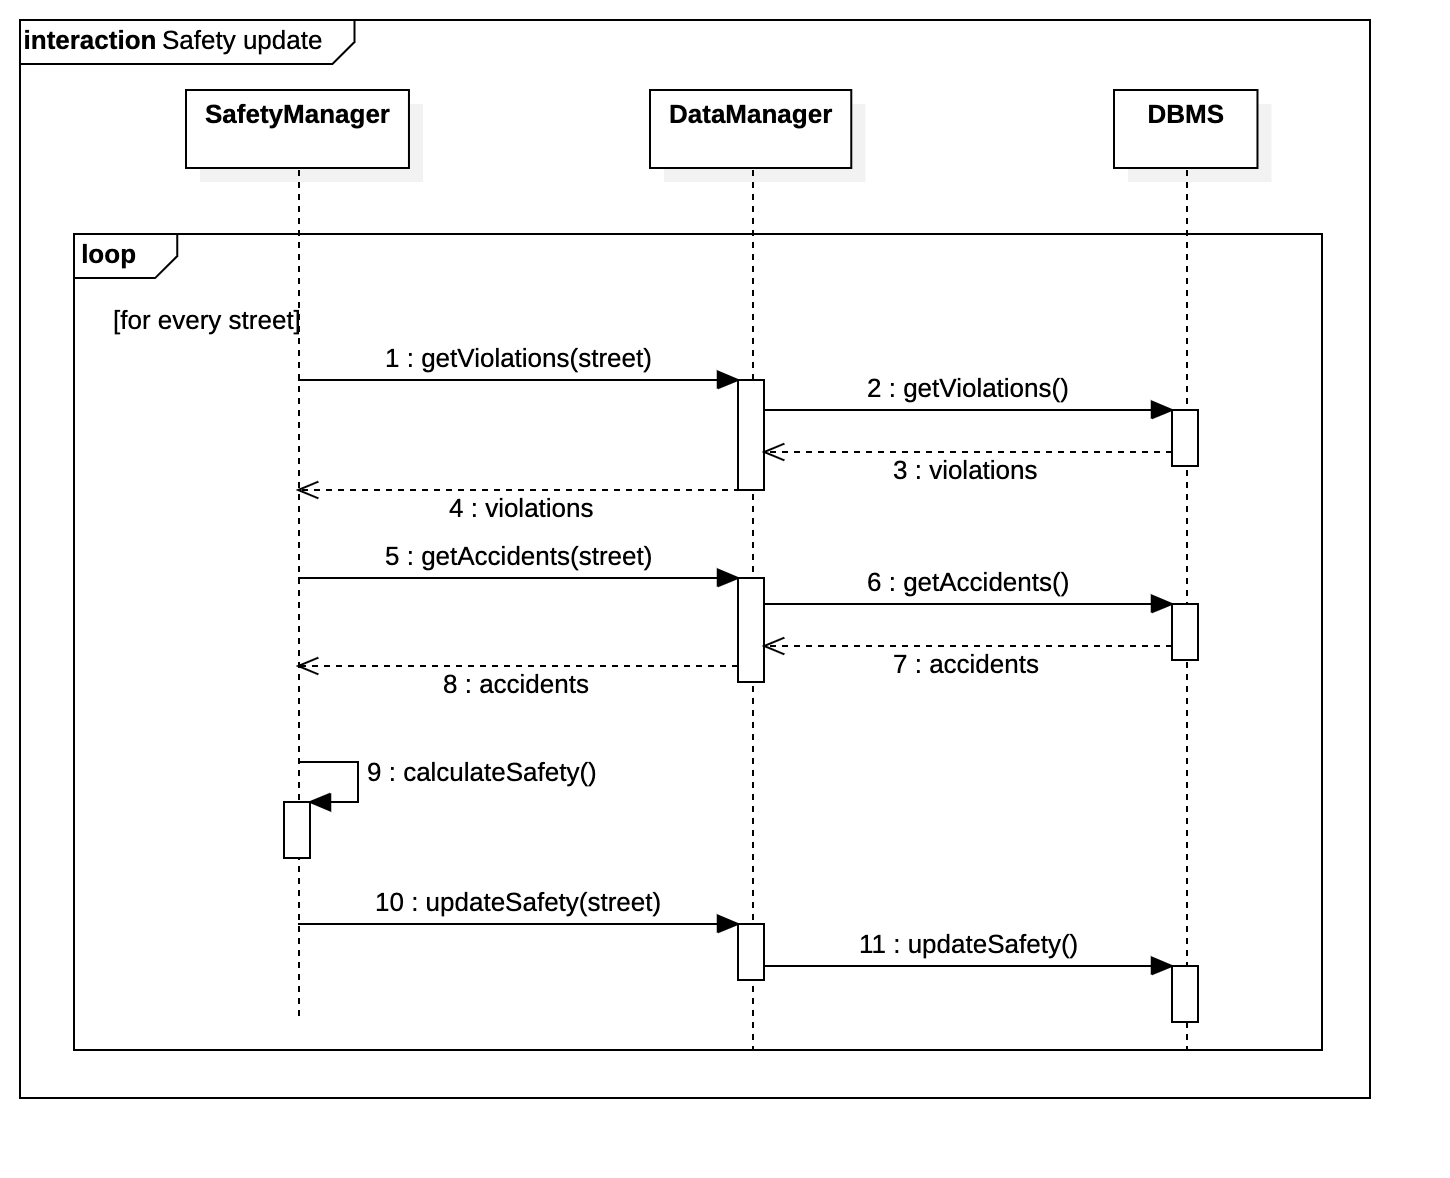 interaction Safety update
SafetyManager
DataManager
DBMS
loop
[for every street]
1 : getViolations(street)
2 : getViolations()
3 : violations
4 : violations
5 : getAccidents(street)
6 : getAccidents()
7 : accidents
8 : accidents
9 : calculateSafety()
10 : updateSafety(street)
11 : updateSafety()